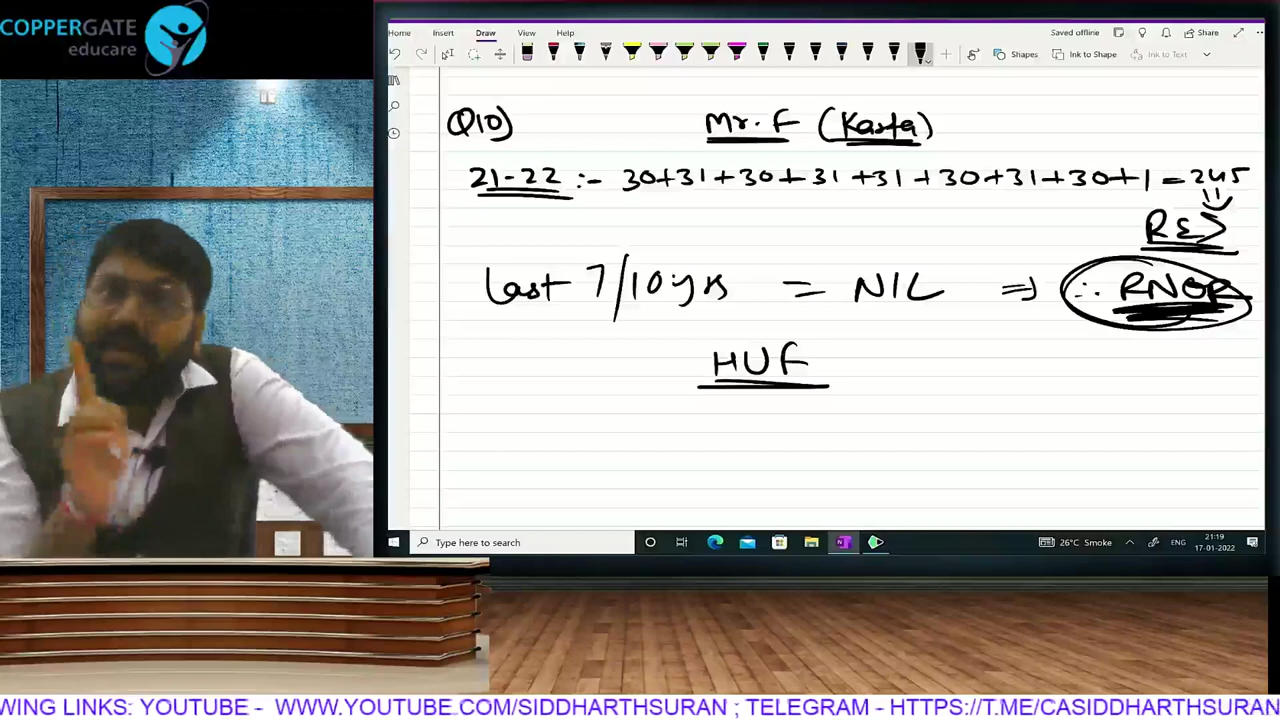 COPPERGATE
educare
Home Insert Draw View Help
Saved offline
Share
Shapes
Ink to Shape
Ink to Text
Q10) Mr. F (Karta)
21-22 :- 30+31+30+31+31+30+31+30+1 = 245
RES
Last 7/10 yrs = NIL ⇒ ∴ RNOR
HUF
Type here to search
26°C Smoke
ENG
21:19
17-01-2022
WING LINKS: YOUTUBE - WWW.YOUTUBE.COM/SIDDHARTHSURAN ; TELEGRAM - HTTPS://T.ME/CASIDDHARTHSURAN